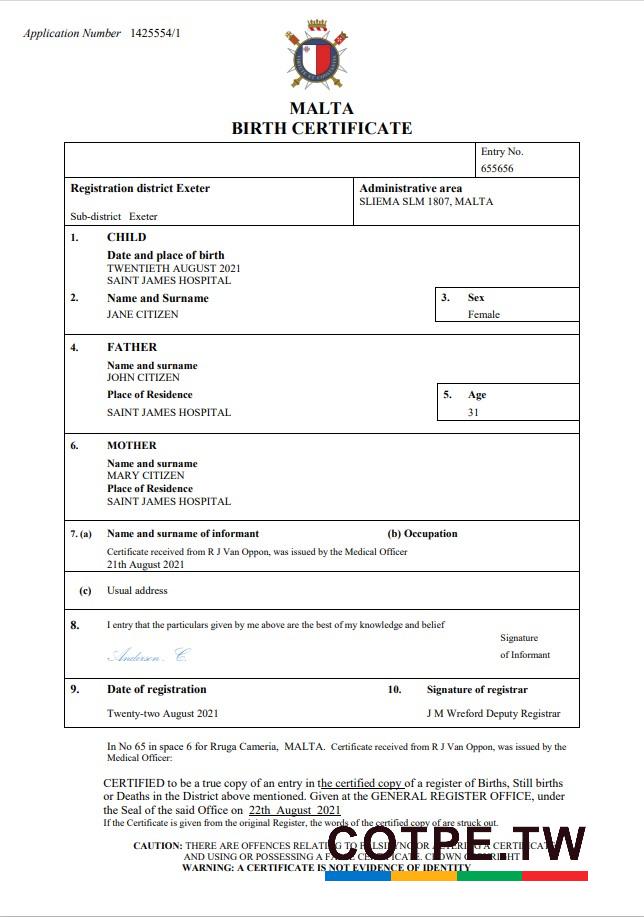 Application Number 1425554/1
MALTA
BIRTH CERTIFICATE
Entry No.
655656
Registration district Exeter
Sub-district Exeter
Administrative area
SLIEMA SLM 1807, MALTA
1. CHILD
Date and place of birth
TWENTIETH AUGUST 2021
SAINT JAMES HOSPITAL
2. Name and Surname
JANE CITIZEN
3. Sex
Female
4. FATHER
Name and surname
JOHN CITIZEN
Place of Residence
SAINT JAMES HOSPITAL
5. Age
31
6. MOTHER
Name and surname
MARY CITIZEN
Place of Residence
SAINT JAMES HOSPITAL
7. (a) Name and surname of informant
(b) Occupation
Certificate received from R J Van Oppon, was issued by the Medical Officer
21th August 2021
(c) Usual address
8. I entry that the particulars given by me above are the best of my knowledge and belief
Anderson . C.
Signature
of Informant
9. Date of registration
Twenty-two August 2021
10. Signature of registrar
J M Wreford Deputy Registrar
In No 65 in space 6 for Rruga Cameria, MALTA. Certificate received from R J Van Oppon, was issued by the
Medical Officer:
CERTIFIED to be a true copy of an entry in the certified copy of a register of Births, Still births
or Deaths in the District above mentioned. Given at the GENERAL REGISTER OFFICE, under
the Seal of the said Office on 22th August 2021
If the Certificate is given from the original Register, the words of the certified copy of are struck out.
CAUTION: THERE ARE OFFENCES RELATING TO A CERTIFICATE
AND USING OR POSSESSING A CERTIFICATE. CROWN COPYRIGHT
WARNING: A CERTIFICATE IS NOT EVIDENCE OF IDENTITY
COTPE.TW